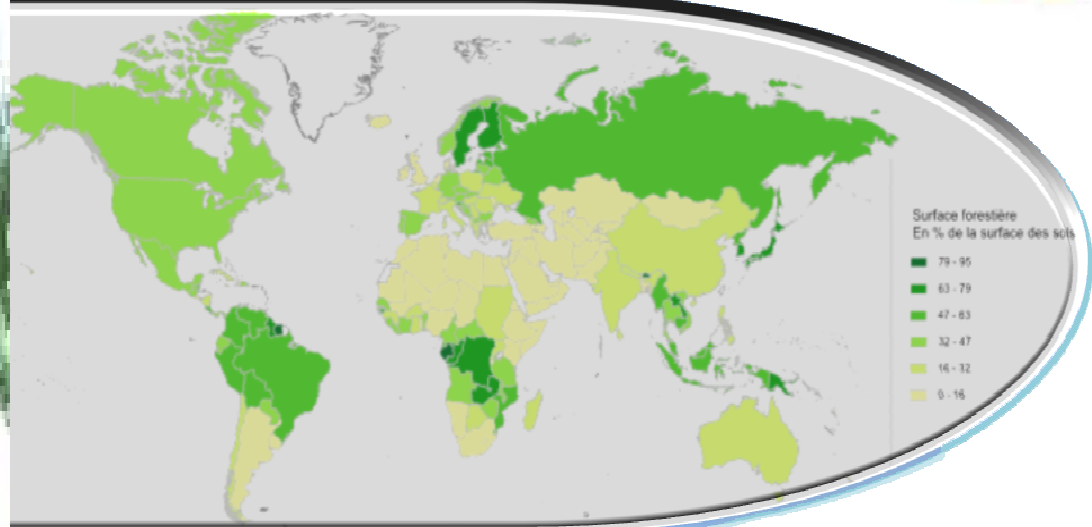 Surface forestière
En % de la surface des sols
79 - 95
63 - 79
47 - 63
32 - 47
16 - 32
0 - 16